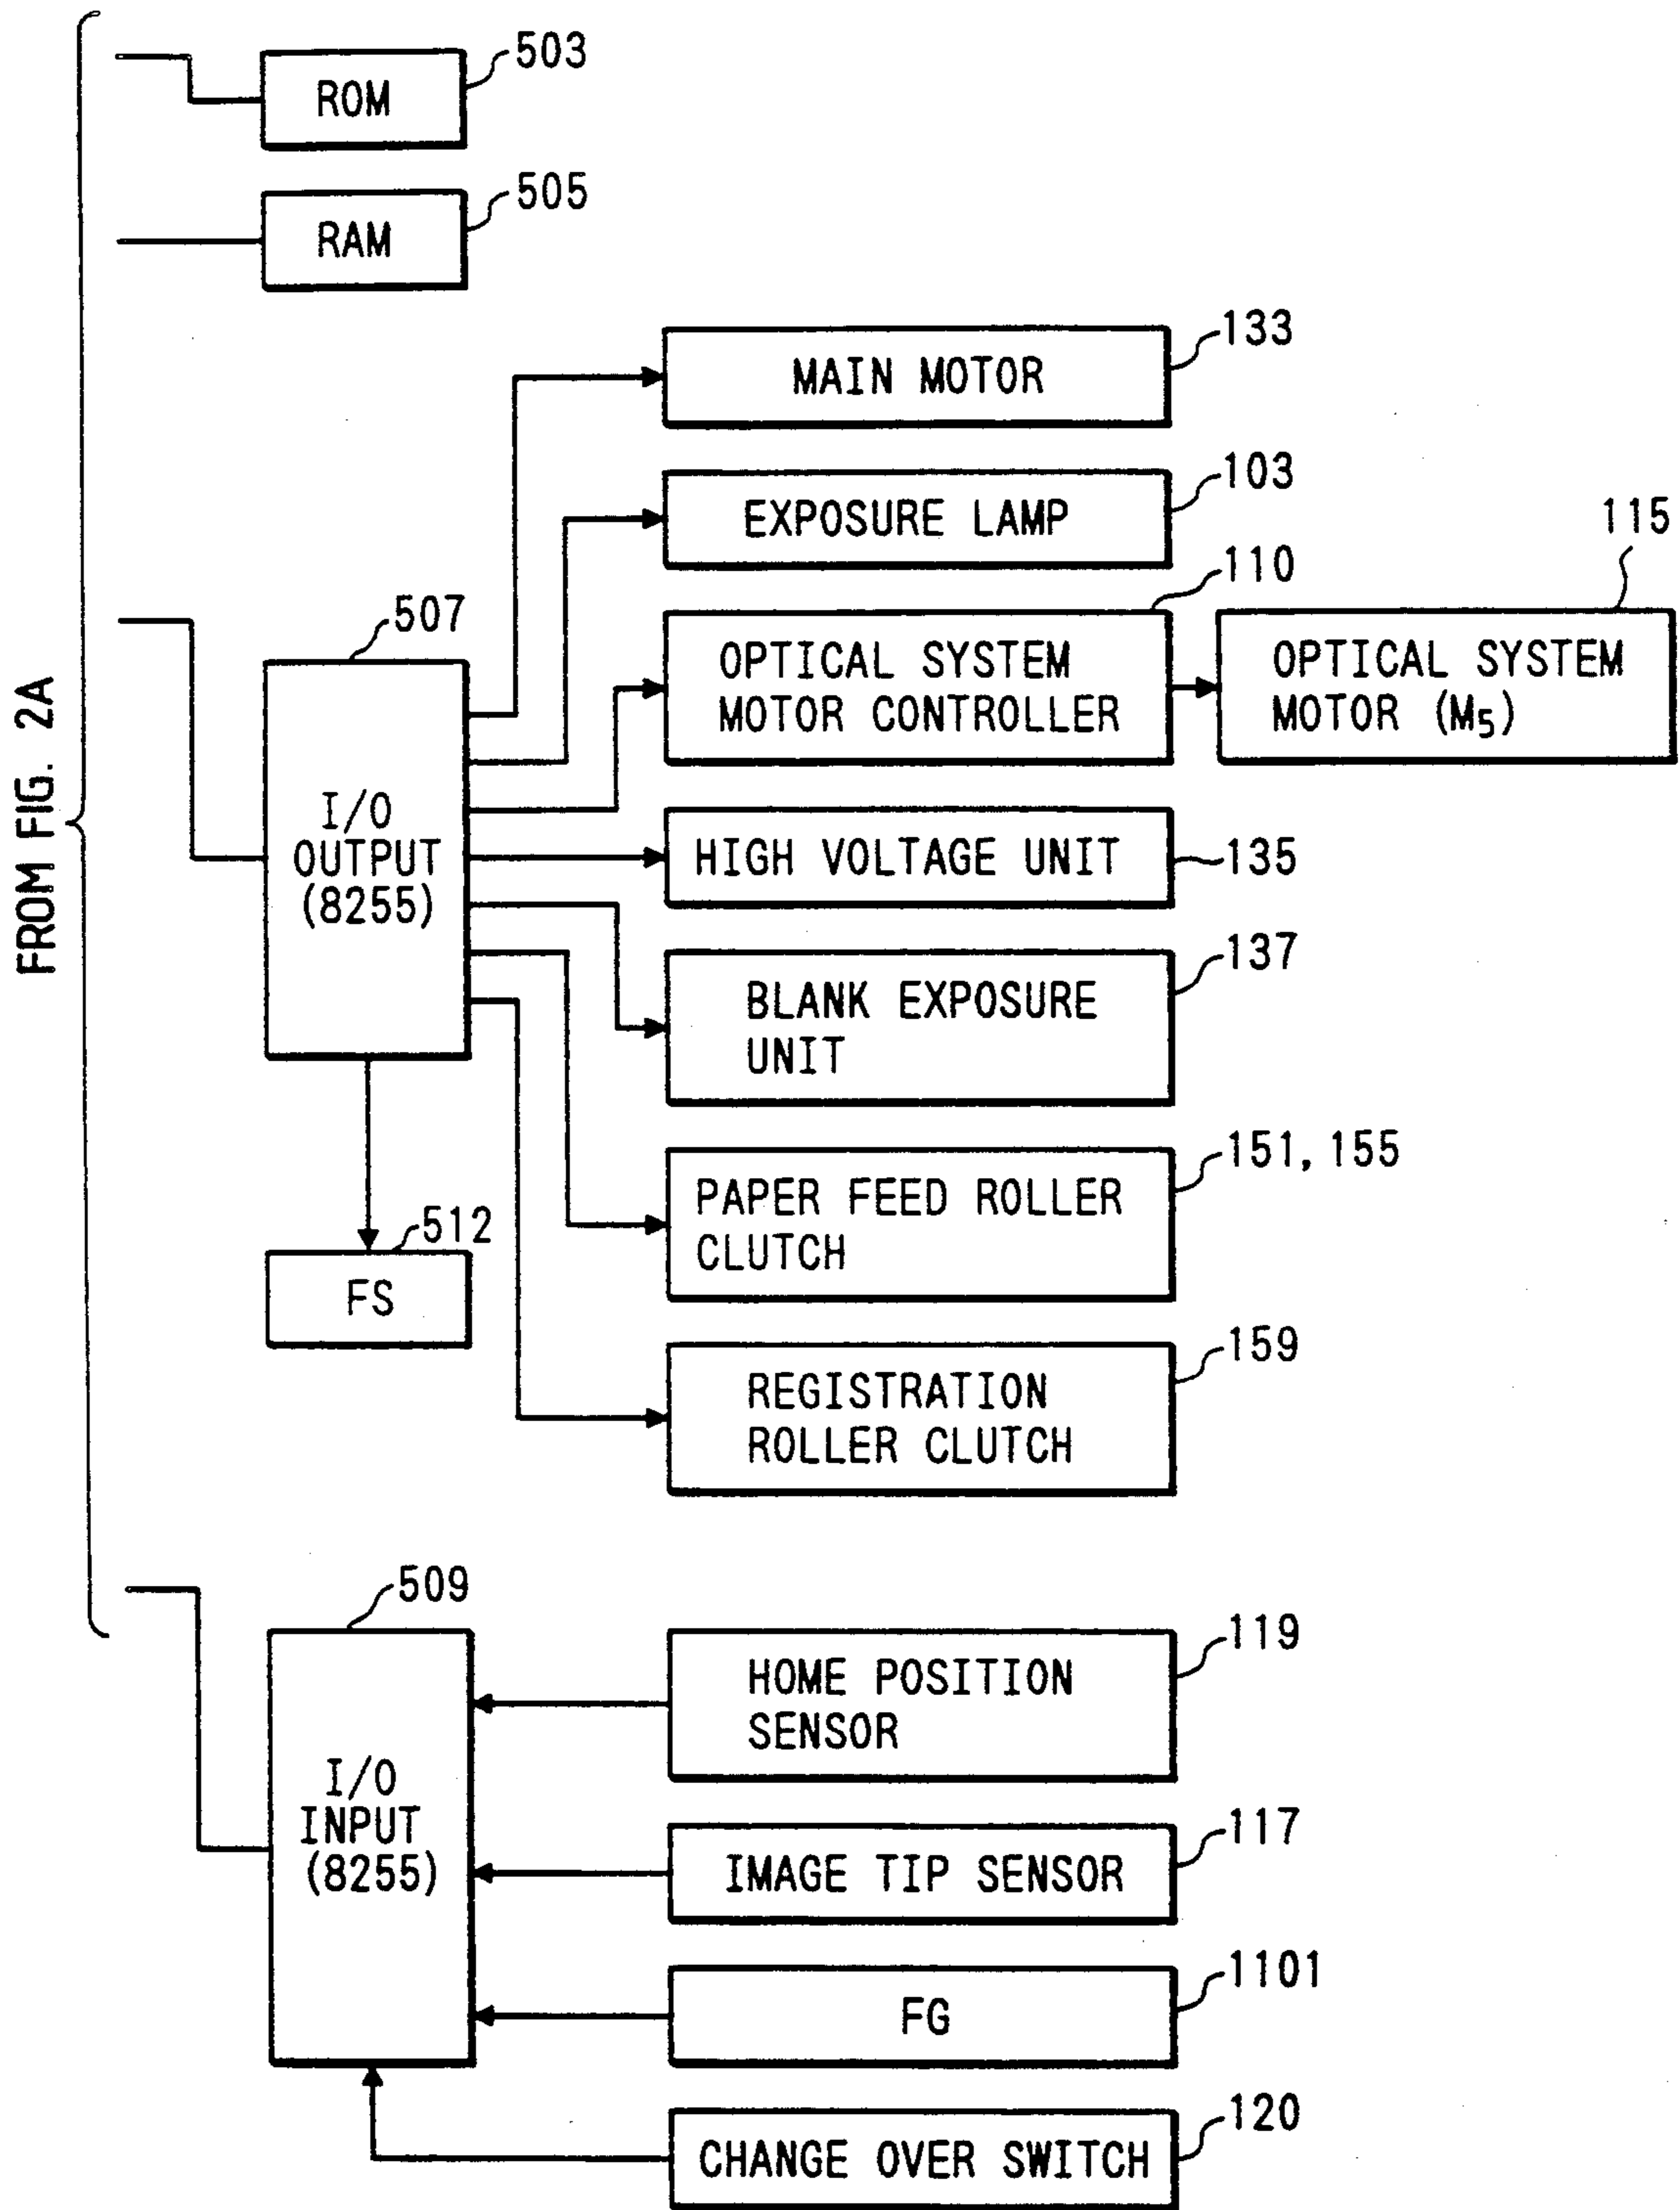 FROM FIG. 2A
503
ROM
505
RAM
133
MAIN MOTOR
103
EXPOSURE LAMP
110
OPTICAL SYSTEM
MOTOR CONTROLLER
115
OPTICAL SYSTEM
MOTOR (M5)
507
I/O
OUTPUT
(8255)
HIGH VOLTAGE UNIT
135
137
BLANK EXPOSURE
UNIT
151, 155
PAPER FEED ROLLER
CLUTCH
512
FS
159
REGISTRATION
ROLLER CLUTCH
509
I/O
INPUT
(8255)
119
HOME POSITION
SENSOR
117
IMAGE TIP SENSOR
1101
FG
120
CHANGE OVER SWITCH